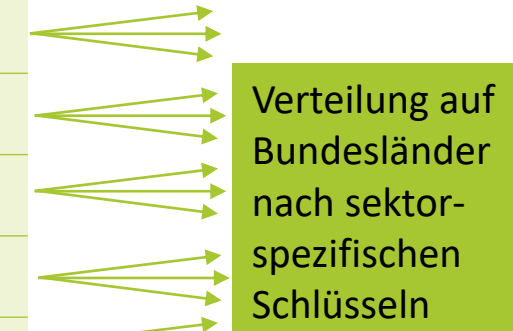 Verteilung auf
Bundesländer
nach sektor-
spezifischen
Schlüsseln